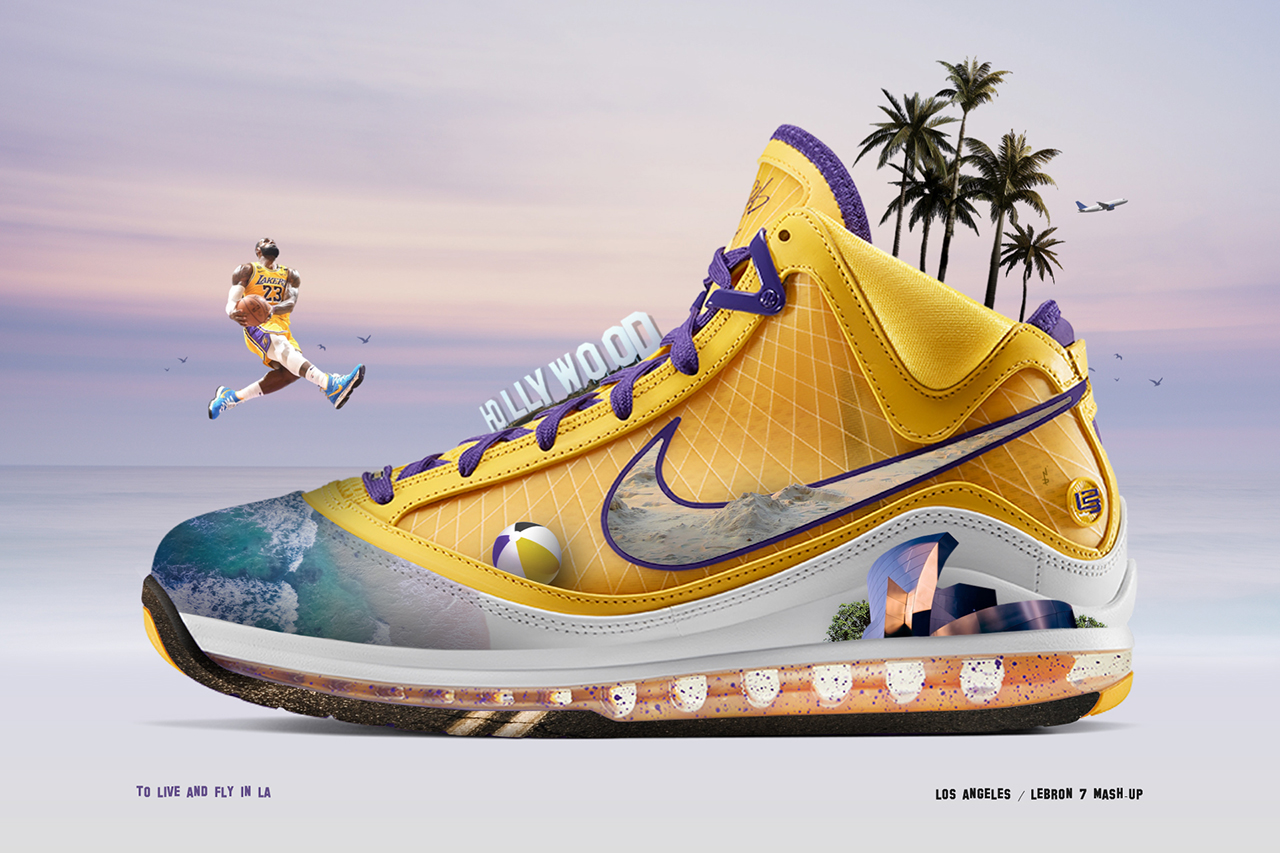 LAKERS
23
HOLLYWOOD
TO LIVE AND FLY IN LA
LOS ANGELES / LEBRON 7 MASH-UP